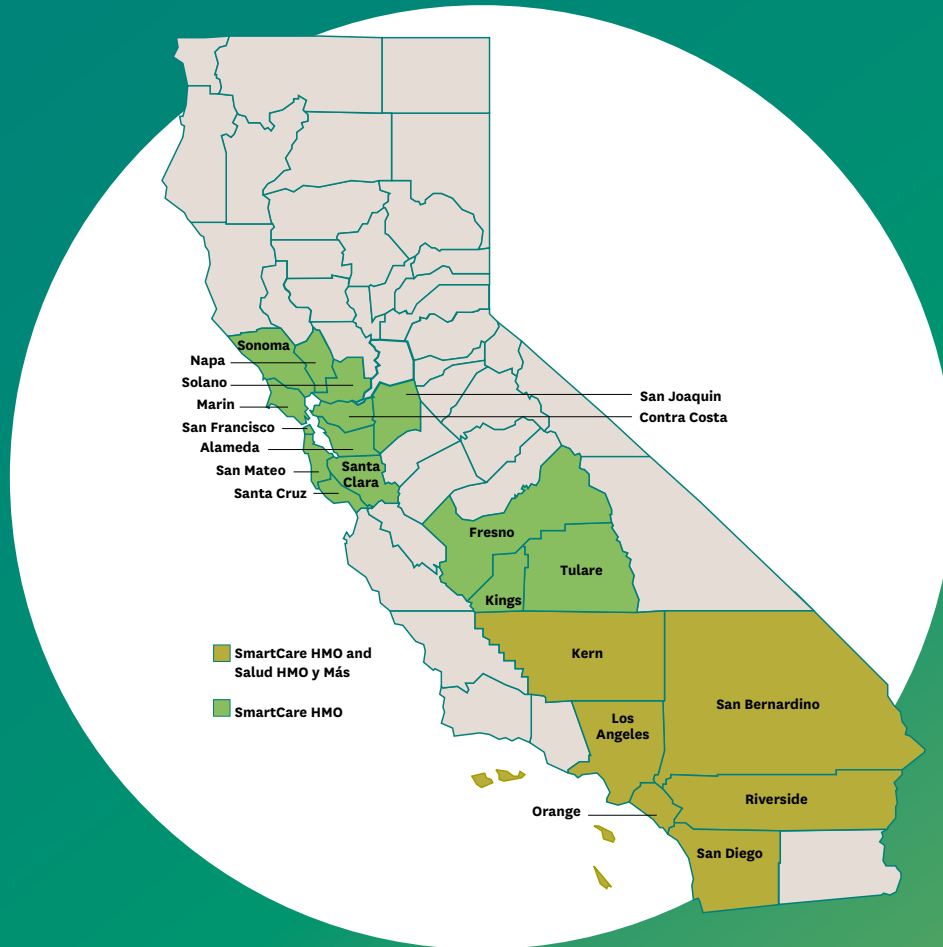 Sonoma
Napa
Solano
Marin
San Francisco
Alameda
San Mateo
Santa Cruz
Santa
Clara
San Joaquin
Contra Costa
Fresno
Tulare
Kings
SmartCare HMO and
Salud HMO y Más
SmartCare HMO
Kern
San Bernardino
Los
Angeles
Riverside
Orange
San Diego